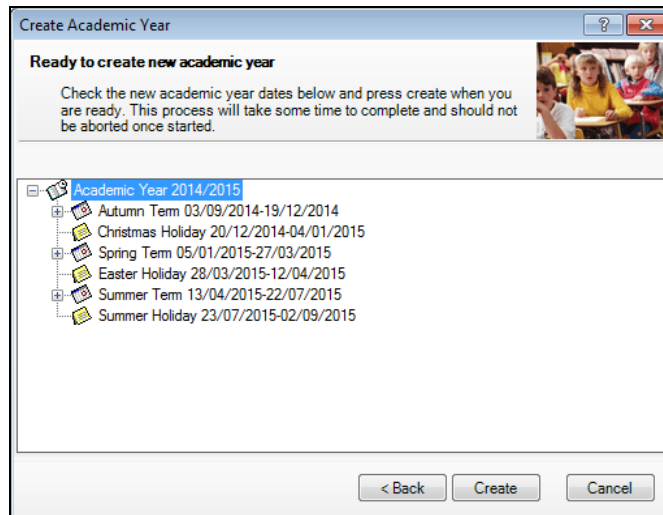 Create Academic Year
Ready to create new academic year
Check the new academic year dates below and press create when you
are ready. This process will take some time to complete and should not
be aborted once started.
Academic Year 2014/2015
Autumn Term 03/09/2014-19/12/2014
Christmas Holiday 20/12/2014-04/01/2015
Spring Term 05/01/2015-27/03/2015
Easter Holiday 28/03/2015-12/04/2015
Summer Term 13/04/2015-22/07/2015
Summer Holiday 23/07/2015-02/09/2015
< Back Create Cancel